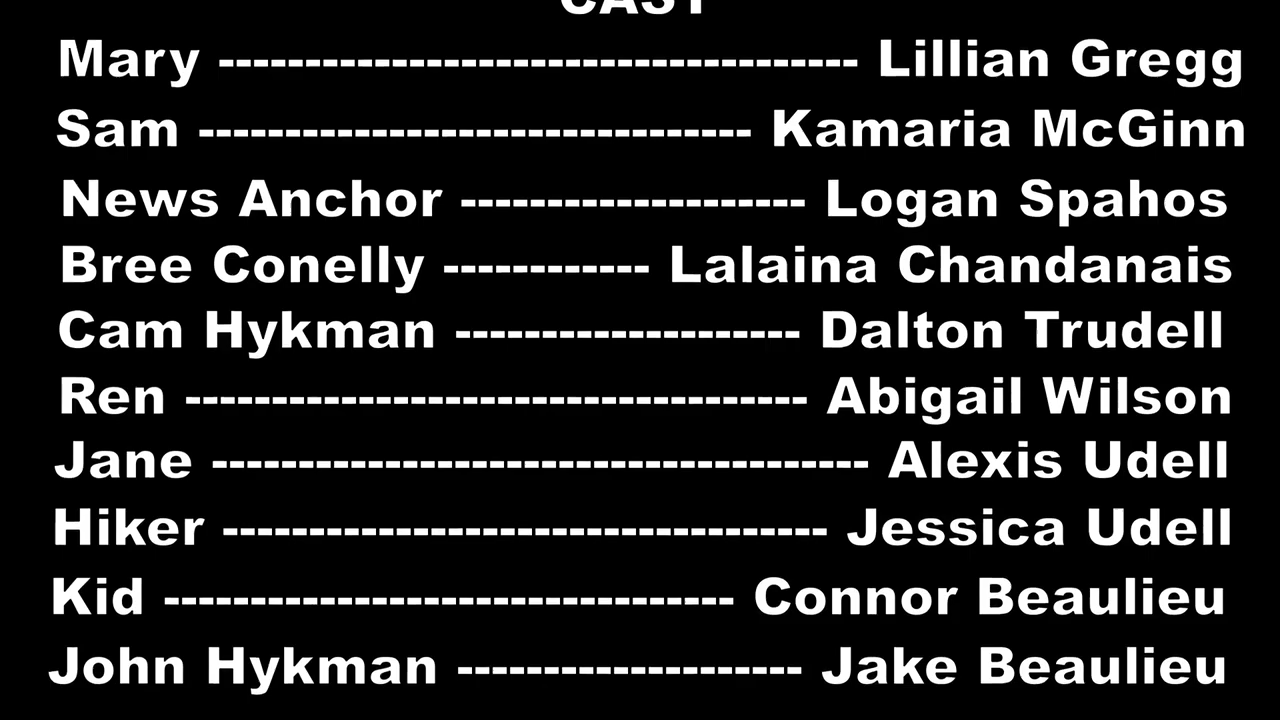 CAST
Mary ------------------------------------- Lillian Gregg
Sam -------------------------------- Kamaria McGinn
News Anchor -------------------- Logan Spahos
Bree Conelly ------------ Lalaina Chandanais
Cam Hykman -------------------- Dalton Trudell
Ren ------------------------------------ Abigail Wilson
Jane -------------------------------------- Alexis Udell
Hiker ----------------------------------- Jessica Udell
Kid --------------------------------- Connor Beaulieu
John Hykman -------------------- Jake Beaulieu